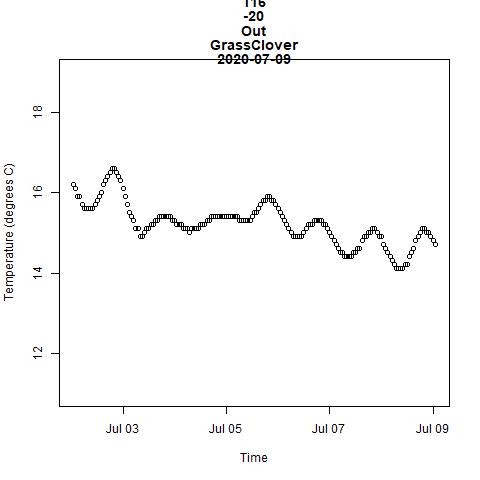 T16
-20
Out
GrassClover
2020-07-09
Temperature (degrees C)
18
16
14
12
Jul 03 Jul 05 Jul 07 Jul 09
Time